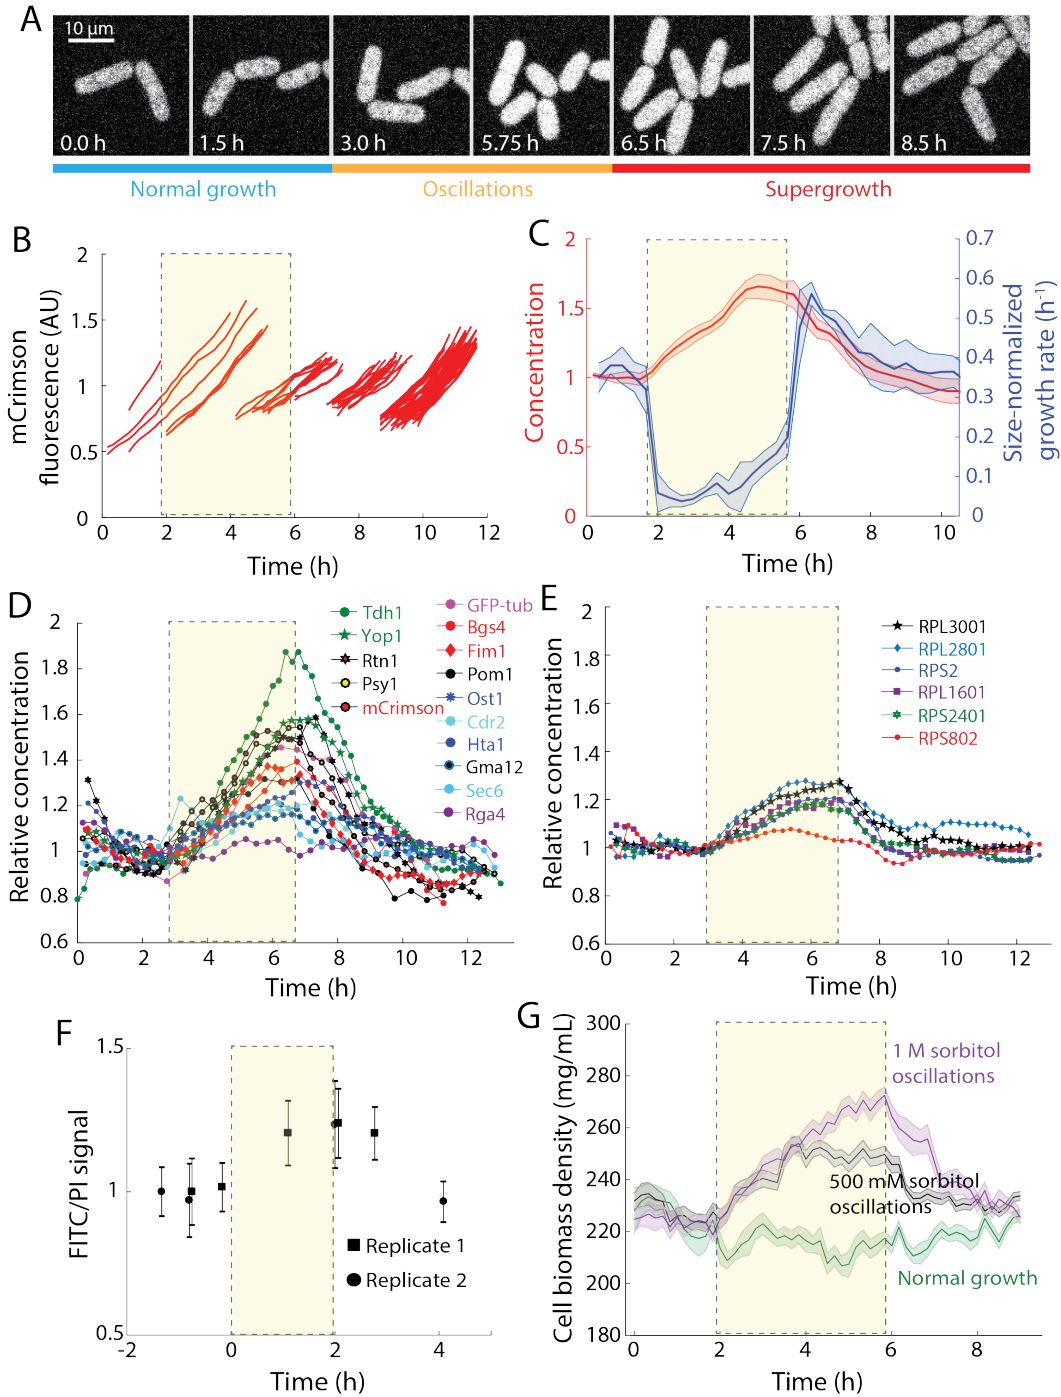 A
10 µm
0.0 h
1.5 h
3.0 h
5.75 h
6.5 h
7.5 h
8.5 h
Normal growth
Oscillations
Supergrowth
B
mCrimson
fluorescence (AU)
2
1.5
1
0.5
0
0 2 4 6 8 10 12
Time (h)
C
Concentration
2
1.5
1
0.5
0
0 2 4 6 8 10
Time (h)
0.7
0.6
0.5
0.4
0.3
0.2
0.1
0
Size-normalized
growth rate (h⁻¹)
D
Relative concentration
2
1.8
1.6
1.4
1.2
1
0.8
0.6
0 2 4 6 8 10 12
Time (h)
Tdh1
Yop1
Rtn1
Psy1
mCrimson
GFP-tub
Bgs4
Fim1
Pom1
Ost1
Cdr2
Hta1
Gma12
Sec6
Rga4
E
Relative concentration
2
1.8
1.6
1.4
1.2
1
0.8
0.6
0 2 4 6 8 10 12
Time (h)
RPL3001
RPL2801
RPS2
RPL1601
RPS2401
RPS802
F
FITC/PI signal
1.5
1
0.5
-2 0 2 4
Time (h)
Replicate 1
Replicate 2
G
Cell biomass density (mg/mL)
300
280
260
240
220
200
180
0 2 4 6 8
Time (h)
1 M sorbitol
oscillations
500 mM sorbitol
oscillations
Normal growth